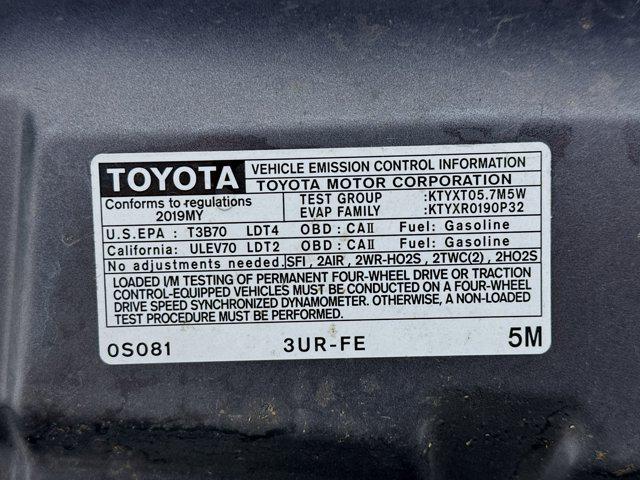 TOYOTA VEHICLE EMISSION CONTROL INFORMATION
TOYOTA MOTOR CORPORATION
Conforms to regulations
2019MY
TEST GROUP :KTYXT05.7M5W
EVAP FAMILY :KTYXR0190P32
U.S.EPA : T3B70 LDT4 OBD : CAII Fuel: Gasoline
California: ULEV70 LDT2 OBD : CAII Fuel: Gasoline
No adjustments needed. SFI , 2AIR , 2WR-HO2S , 2TWC(2) , 2HO2S
LOADED I/M TESTING OF PERMANENT FOUR-WHEEL DRIVE OR TRACTION
CONTROL-EQUIPPED VEHICLES MUST BE CONDUCTED ON A FOUR-WHEEL
DRIVE SPEED SYNCHRONIZED DYNAMOMETER. OTHERWISE, A NON-LOADED
TEST PROCEDURE MUST BE PERFORMED.
0S081 3UR-FE 5M